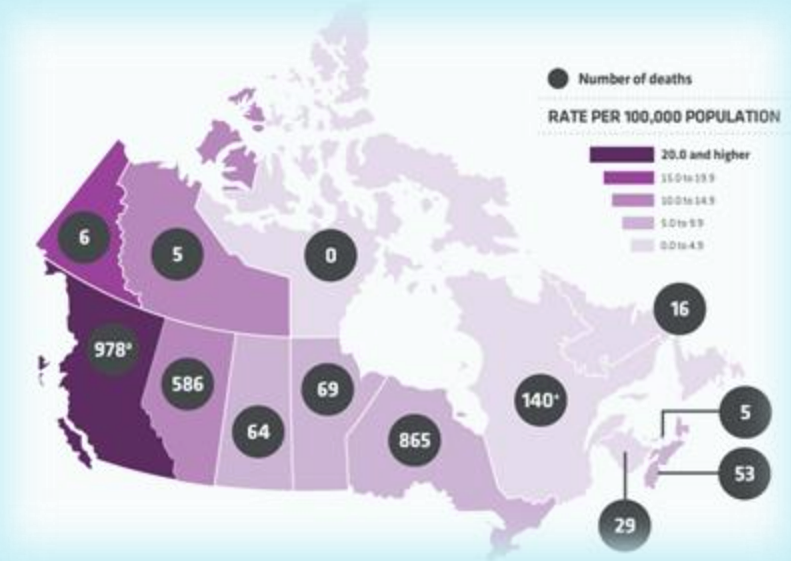 Number of deaths
RATE PER 100,000 POPULATION
20.0 and higher
15.0 to 19.9
10.0 to 14.9
5.0 to 9.9
0.0 to 4.9
6
5
0
16
978ᵃ
586
69
140⁺
5
64
865
53
29